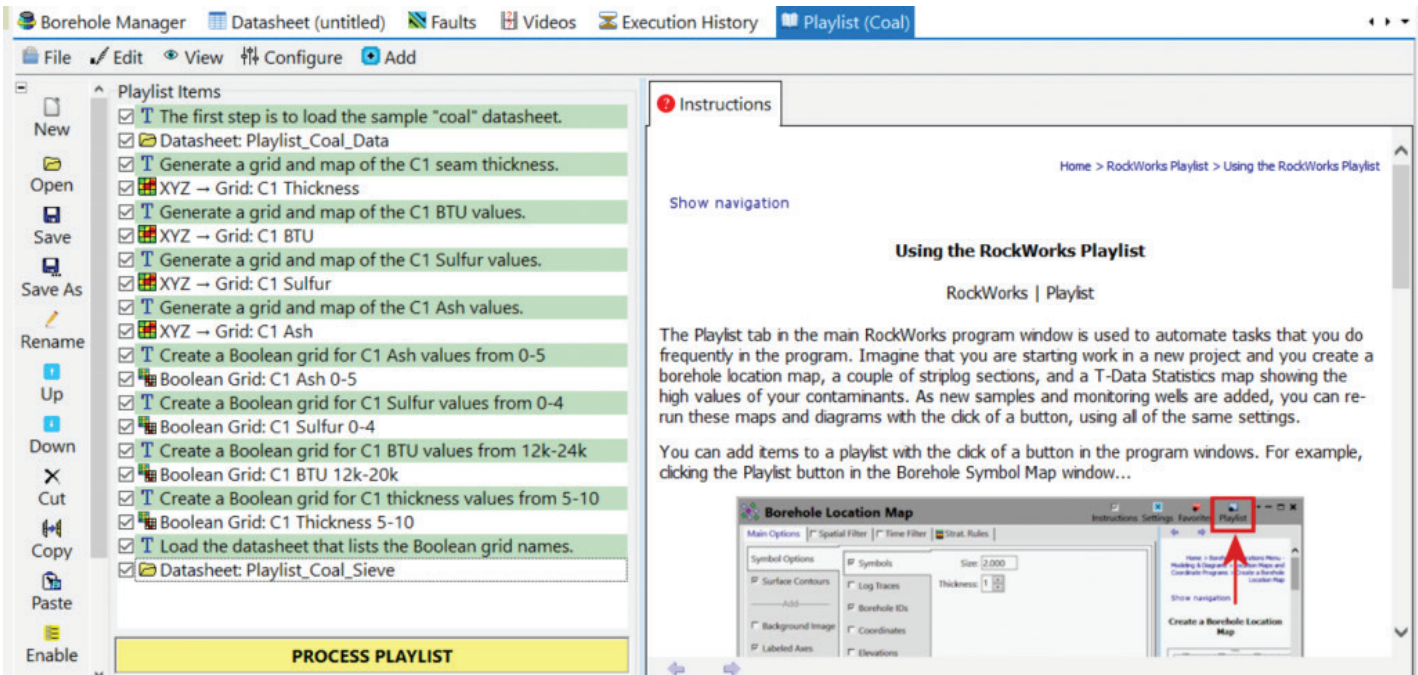 Borehole Manager Datasheet (untitled) Faults Videos Execution History Playlist (Coal)
File Edit View Configure Add
New
Open
Save
Save As
Rename
Up
Down
Cut
Copy
Paste
Enable
Playlist Items
T The first step is to load the sample "coal" datasheet.
Datasheet: Playlist_Coal_Data
T Generate a grid and map of the C1 seam thickness.
XYZ → Grid: C1 Thickness
T Generate a grid and map of the C1 BTU values.
XYZ → Grid: C1 BTU
T Generate a grid and map of the C1 Sulfur values.
XYZ → Grid: C1 Sulfur
T Generate a grid and map of the C1 Ash values.
XYZ → Grid: C1 Ash
T Create a Boolean grid for C1 Ash values from 0-5
Boolean Grid: C1 Ash 0-5
T Create a Boolean grid for C1 Sulfur values from 0-4
Boolean Grid: C1 Sulfur 0-4
T Create a Boolean grid for C1 BTU values from 12k-24k
Boolean Grid: C1 BTU 12k-20k
T Create a Boolean grid for C1 thickness values from 5-10
Boolean Grid: C1 Thickness 5-10
T Load the datasheet that lists the Boolean grid names.
Datasheet: Playlist_Coal_Sieve
PROCESS PLAYLIST
? Instructions
Home > RockWorks Playlist > Using the RockWorks Playlist
Show navigation
Using the RockWorks Playlist
RockWorks | Playlist
The Playlist tab in the main RockWorks program window is used to automate tasks that you do
frequently in the program. Imagine that you are starting work in a new project and you create a
borehole location map, a couple of striplog sections, and a T-Data Statistics map showing the
high values of your contaminants. As new samples and monitoring wells are added, you can re-
run these maps and diagrams with the click of a button, using all of the same settings.
You can add items to a playlist with the click of a button in the program windows. For example,
clicking the Playlist button in the Borehole Symbol Map window...
Borehole Location Map
Instructions Settings Favorites Playlist
Main Options Spatial Filter Time Filter Strat. Rules
Symbol Options
Surface Contours
Add
Background Image
Labeled Axes
Symbols
Log Traces
Borehole IDs
Coordinates
Elevations
Size: 2.000
Thickness: 1
Show navigation
Create a Borehole Location
Map